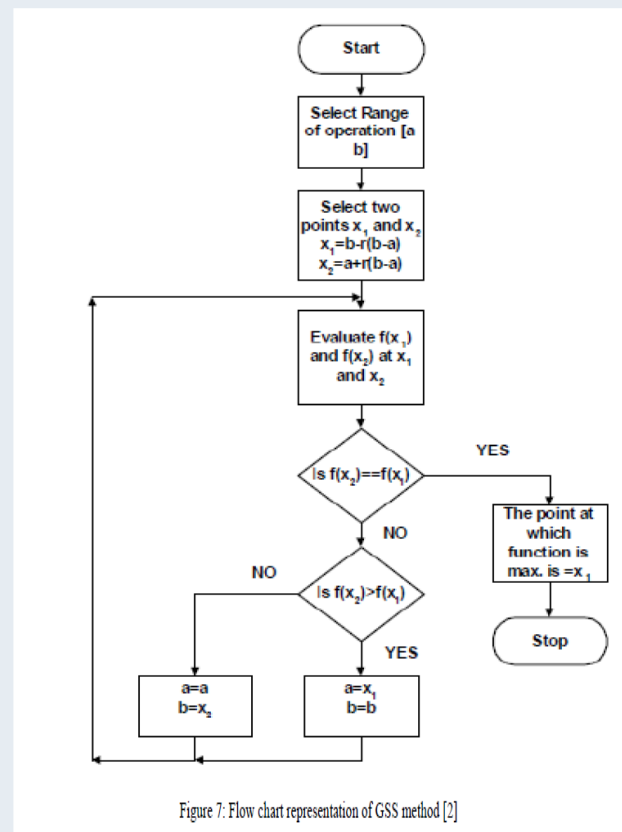 Start
Select Range
of operation [a
b]
Select two
points x₁ and x₂
x₁=b-r(b-a)
x₂=a+r(b-a)
Evaluate f(x₁)
and f(x₂) at x₁
and x₂
Is f(x₂)==f(x₁)
YES
The point at
which
function is
max. is =x₁
Stop
NO
Is f(x₂)>f(x₁)
NO
YES
a=a
b=x₂
a=x₁
b=b
Figure 7: Flow chart representation of GSS method [2]